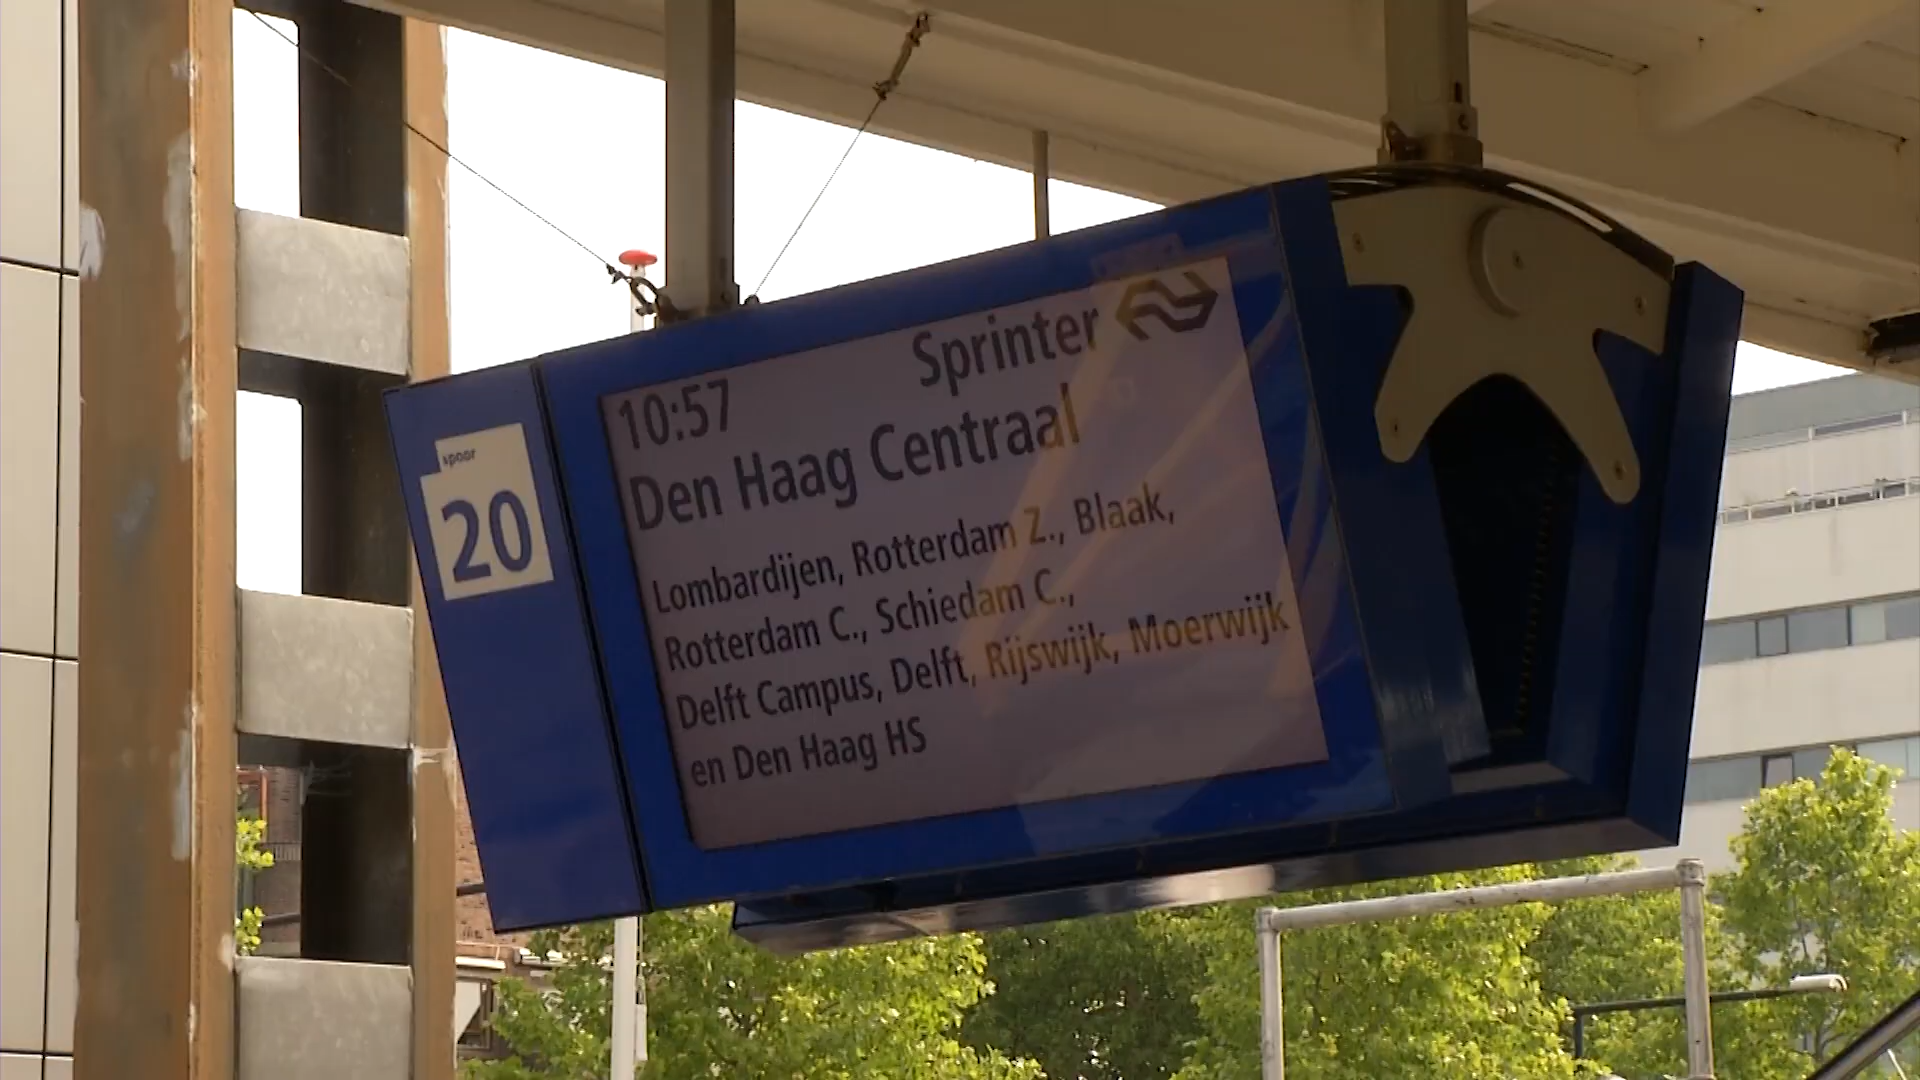 spoor
20
10:57
Sprinter
Den Haag Centraal
Lombardijen, Rotterdam Z., Blaak,
Rotterdam C., Schiedam C.,
Delft Campus, Delft, Rijswijk, Moerwijk
en Den Haag HS